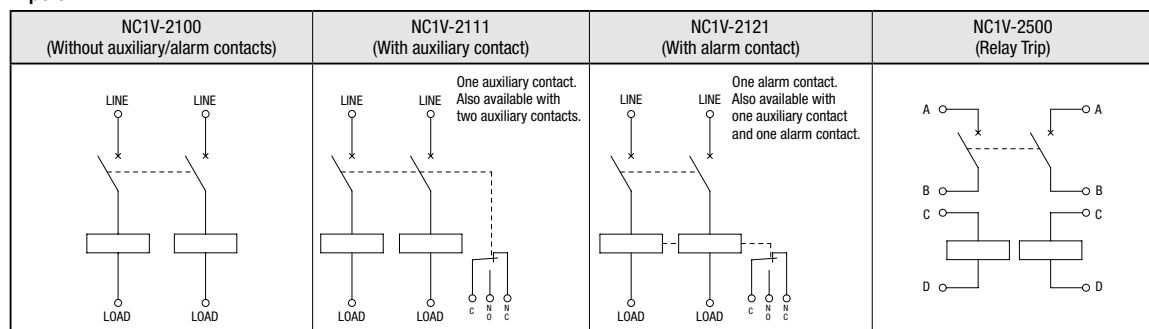 NC1V-2100
(Without auxiliary/alarm contacts)
NC1V-2111
(With auxiliary contact)
NC1V-2121
(With alarm contact)
NC1V-2500
(Relay Trip)
LINE
LINE
LOAD
LOAD
One auxiliary contact.
Also available with
two auxiliary contacts.
LINE
LINE
C
NO
NC
LOAD
LOAD
One alarm contact.
Also available with
one auxiliary contact
and one alarm contact.
LINE
LINE
C
NO
NC
LOAD
LOAD
A
A
B
B
C
C
D
D